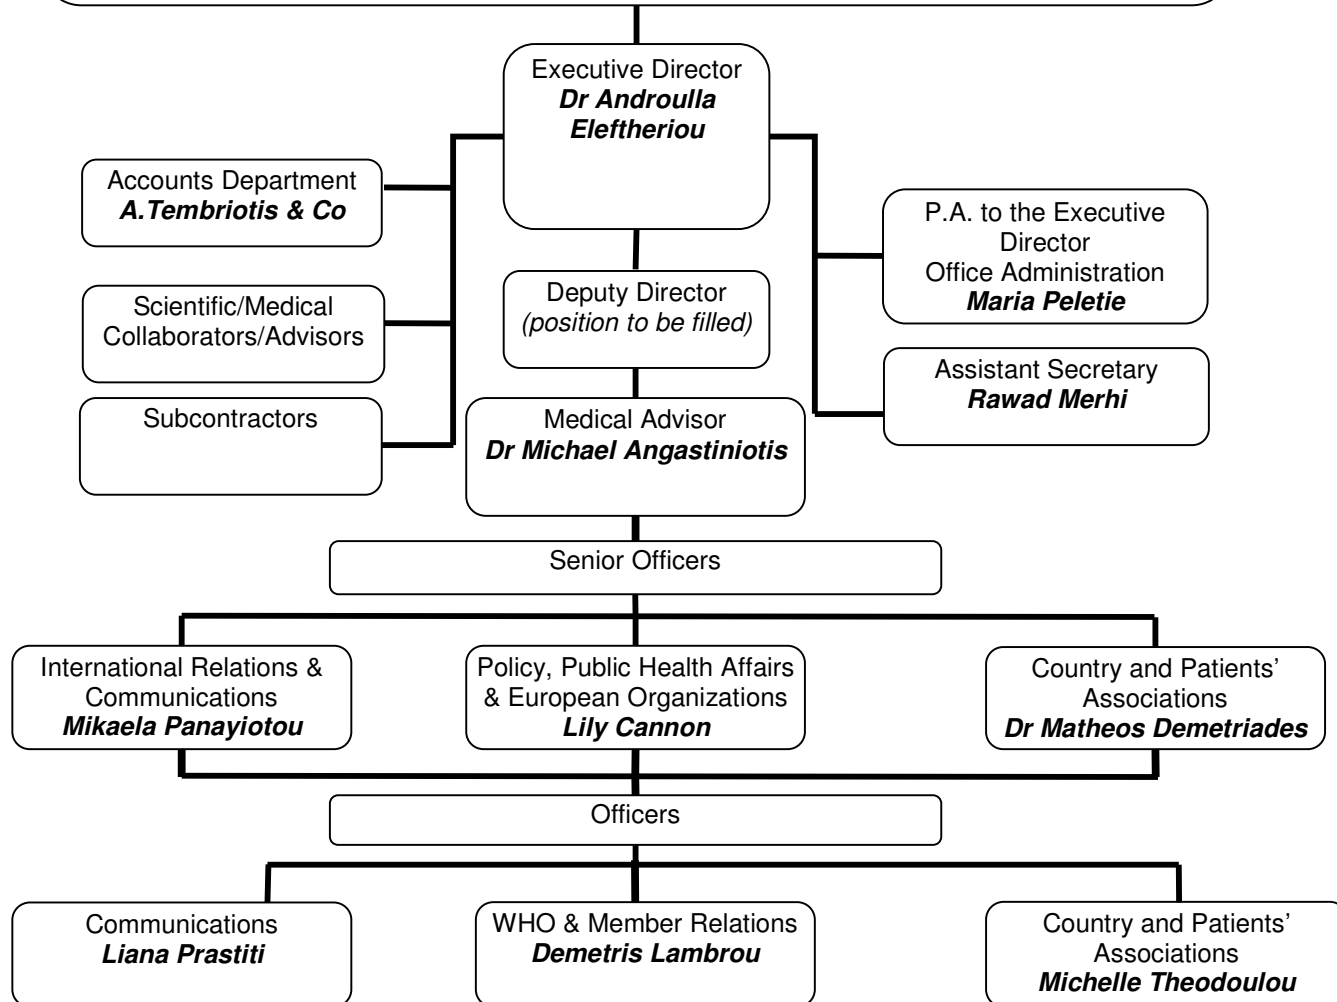 Executive Director
Dr Androulla
Eleftheriou
Accounts Department
A.Tembriotis & Co
P.A. to the Executive
Director
Office Administration
Maria Peletie
Scientific/Medical
Collaborators/Advisors
Deputy Director
(position to be filled)
Assistant Secretary
Rawad Merhi
Subcontractors
Medical Advisor
Dr Michael Angastiniotis
Senior Officers
International Relations &
Communications
Mikaela Panayiotou
Policy, Public Health Affairs
& European Organizations
Lily Cannon
Country and Patients’
Associations
Dr Matheos Demetriades
Officers
Communications
Liana Prastiti
WHO & Member Relations
Demetris Lambrou
Country and Patients’
Associations
Michelle Theodoulou